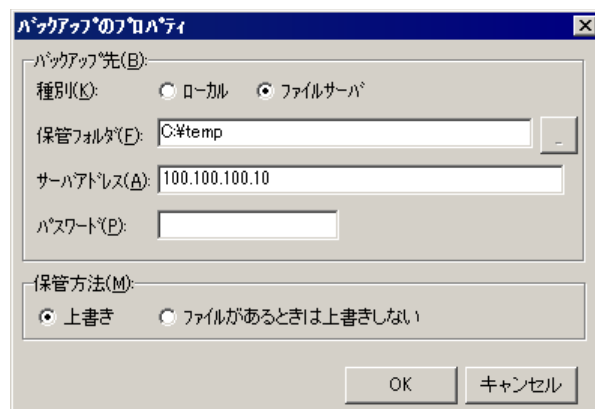 ﾊﾞｯｸｱｯﾌﾟのﾌﾟﾛﾊﾟﾃｨ
ﾊﾞｯｸｱｯﾌﾟ先(B):
種別(K): ﾛｰｶﾙ ﾌｧｲﾙｻｰﾊﾞ
保管ﾌｫﾙﾀﾞ(F): C:¥temp
ｻｰﾊﾞｱﾄﾞﾚｽ(A): 100.100.100.10
ﾊﾟｽﾜｰﾄﾞ(P):
保管方法(M):
上書き ﾌｧｲﾙがあるときは上書きしない
OK キャンセル